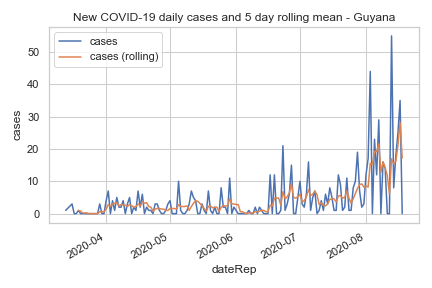 New COVID-19 daily cases and 5 day rolling mean - Guyana
cases
cases (rolling)
50
40
30
20
10
0
cases
2020-04
2020-05
2020-06
2020-07
2020-08
dateRep